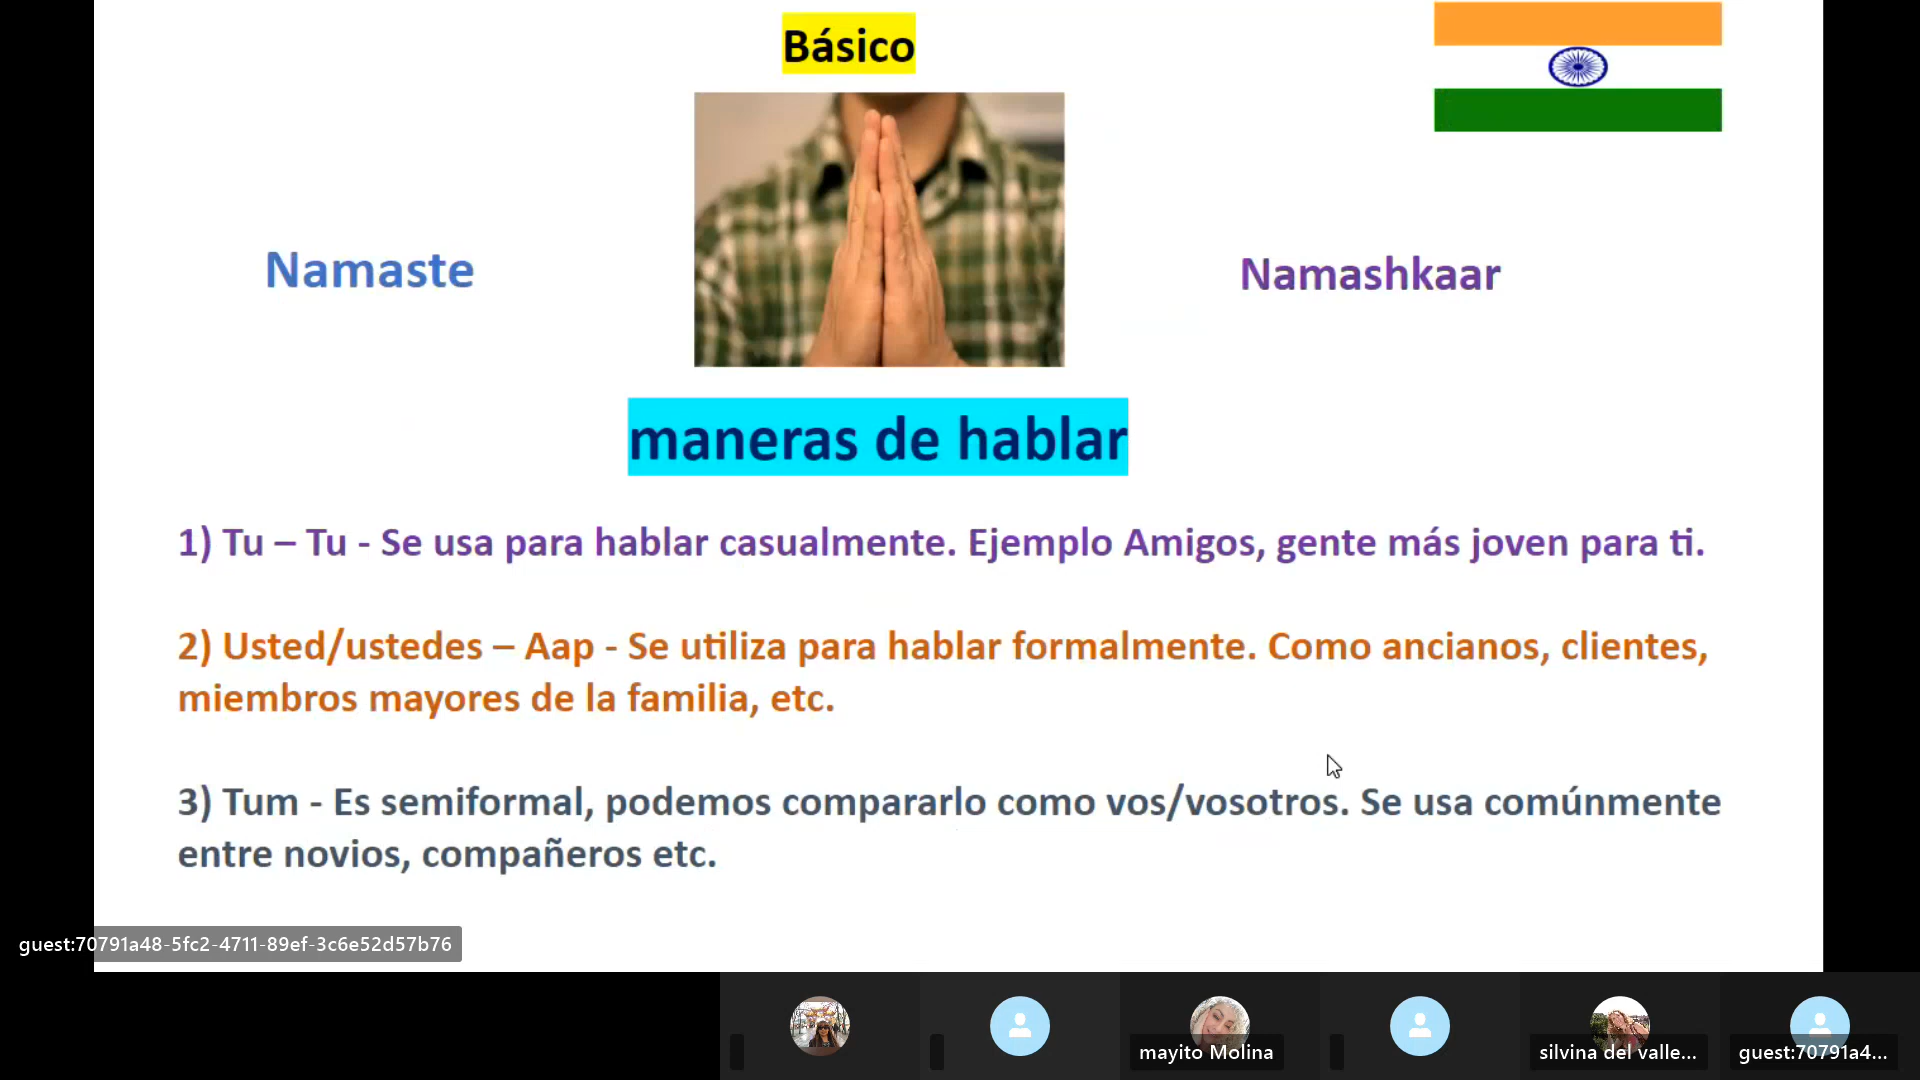 Básico
Namaste
Namashkaar
maneras de hablar
1) Tu – Tu - Se usa para hablar casualmente. Ejemplo Amigos, gente más joven para ti.
2) Usted/ustedes – Aap - Se utiliza para hablar formalmente. Como ancianos, clientes,
miembros mayores de la familia, etc.
3) Tum - Es semiformal, podemos compararlo como vos/vosotros. Se usa comúnmente
entre novios, compañeros etc.
guest:70791a48-5fc2-4711-89ef-3c6e52d57b76
mayito Molina
silvina del valle...
guest:70791a4...